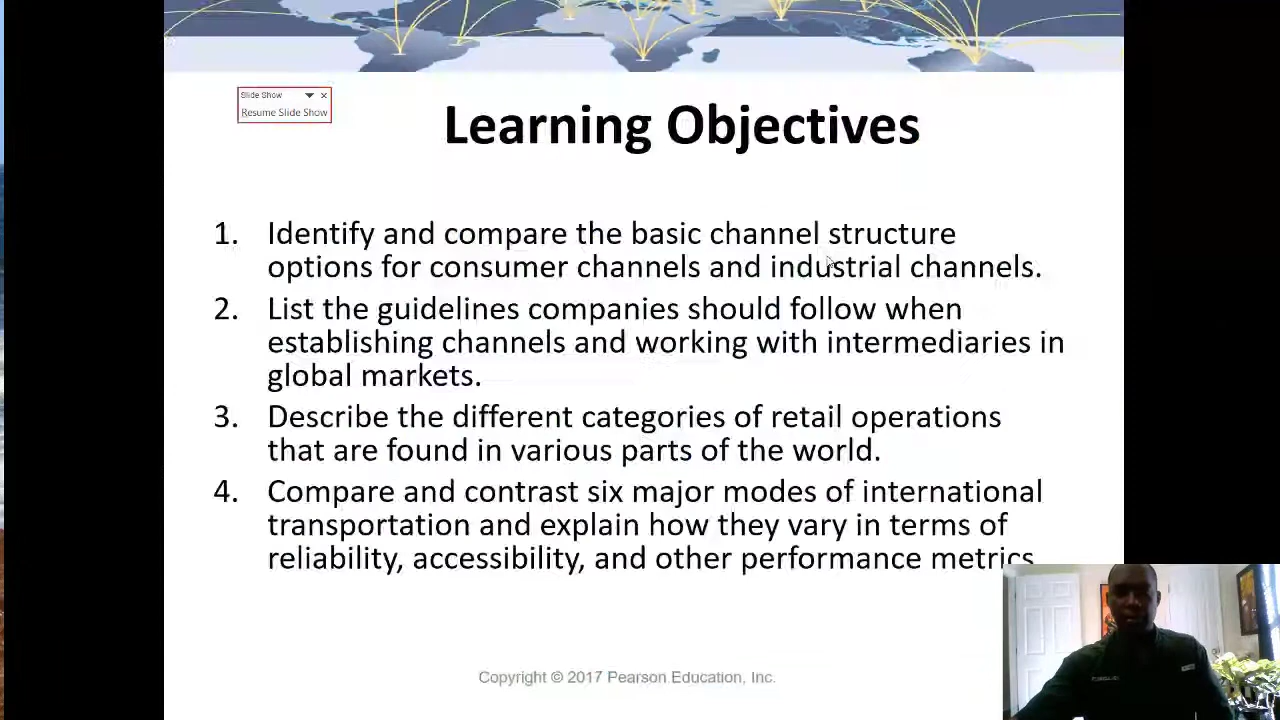 Slide Show
Resume Slide Show
Learning Objectives
1. Identify and compare the basic channel structure
options for consumer channels and industrial channels.
2. List the guidelines companies should follow when
establishing channels and working with intermediaries in
global markets.
3. Describe the different categories of retail operations
that are found in various parts of the world.
4. Compare and contrast six major modes of international
transportation and explain how they vary in terms of
reliability, accessibility, and other performance metrics
Copyright © 2017 Pearson Education, Inc.